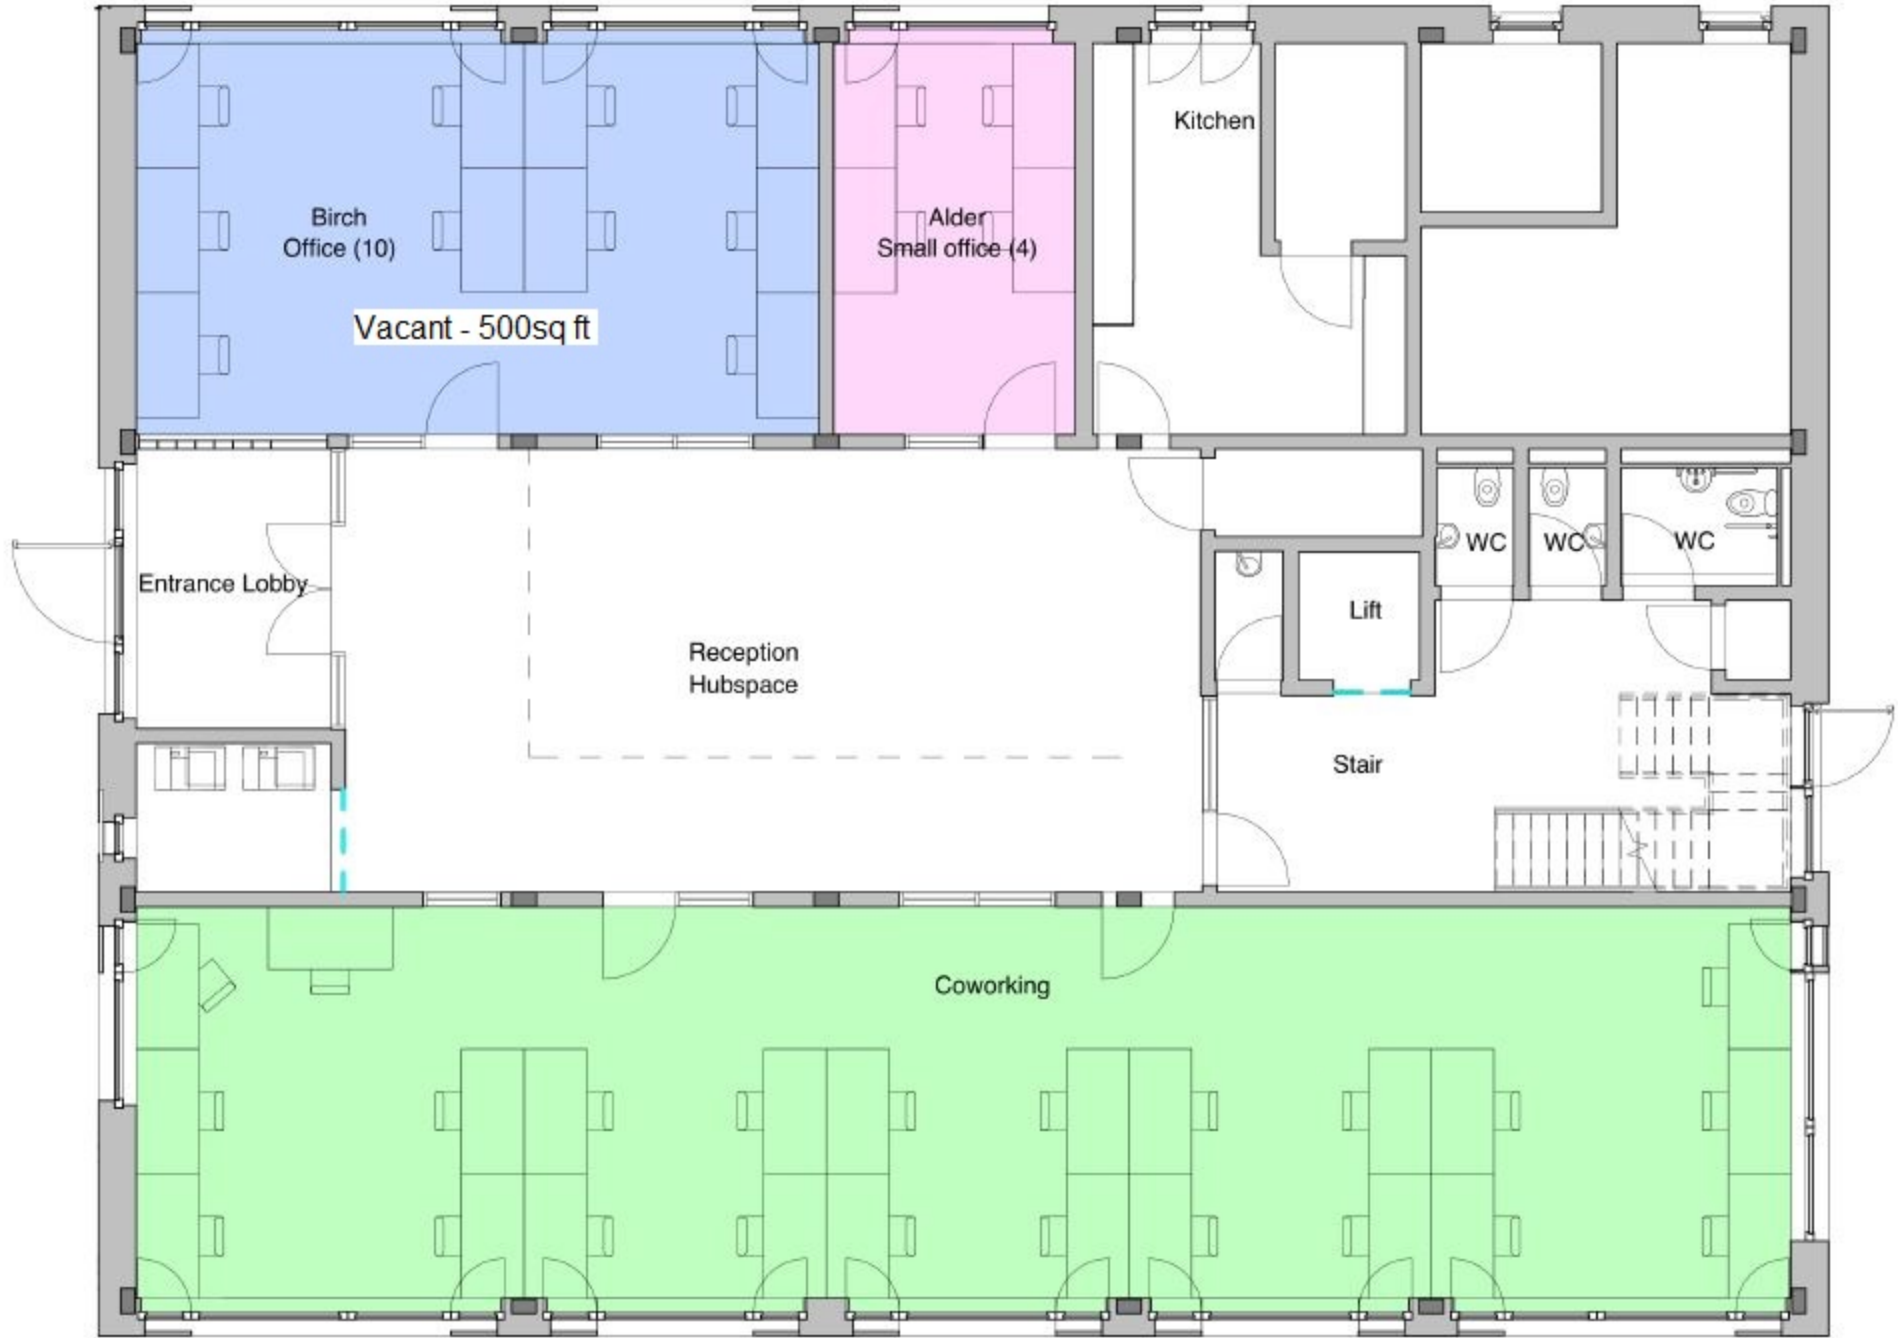 Kitchen
Birch
Office (10)
Alder
Small office (4)
Vacant - 500sq ft
WC
WC
WC
Entrance Lobby
Lift
Reception
Hubspace
Stair
Coworking